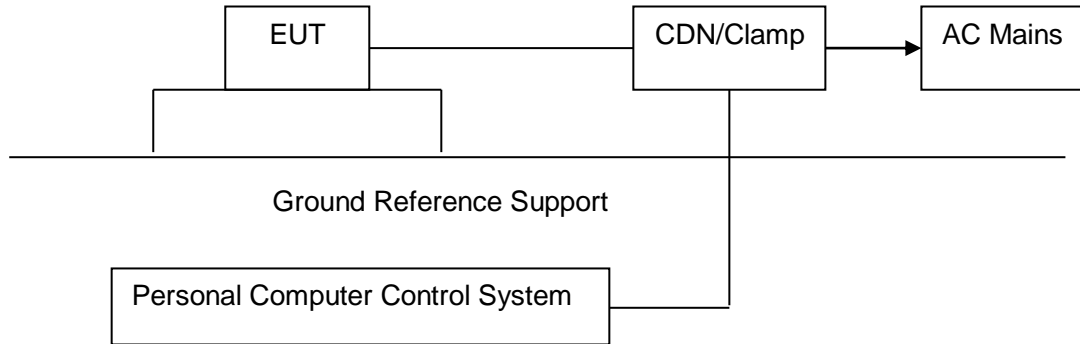 EUT
CDN/Clamp
AC Mains
Ground Reference Support
Personal Computer Control System